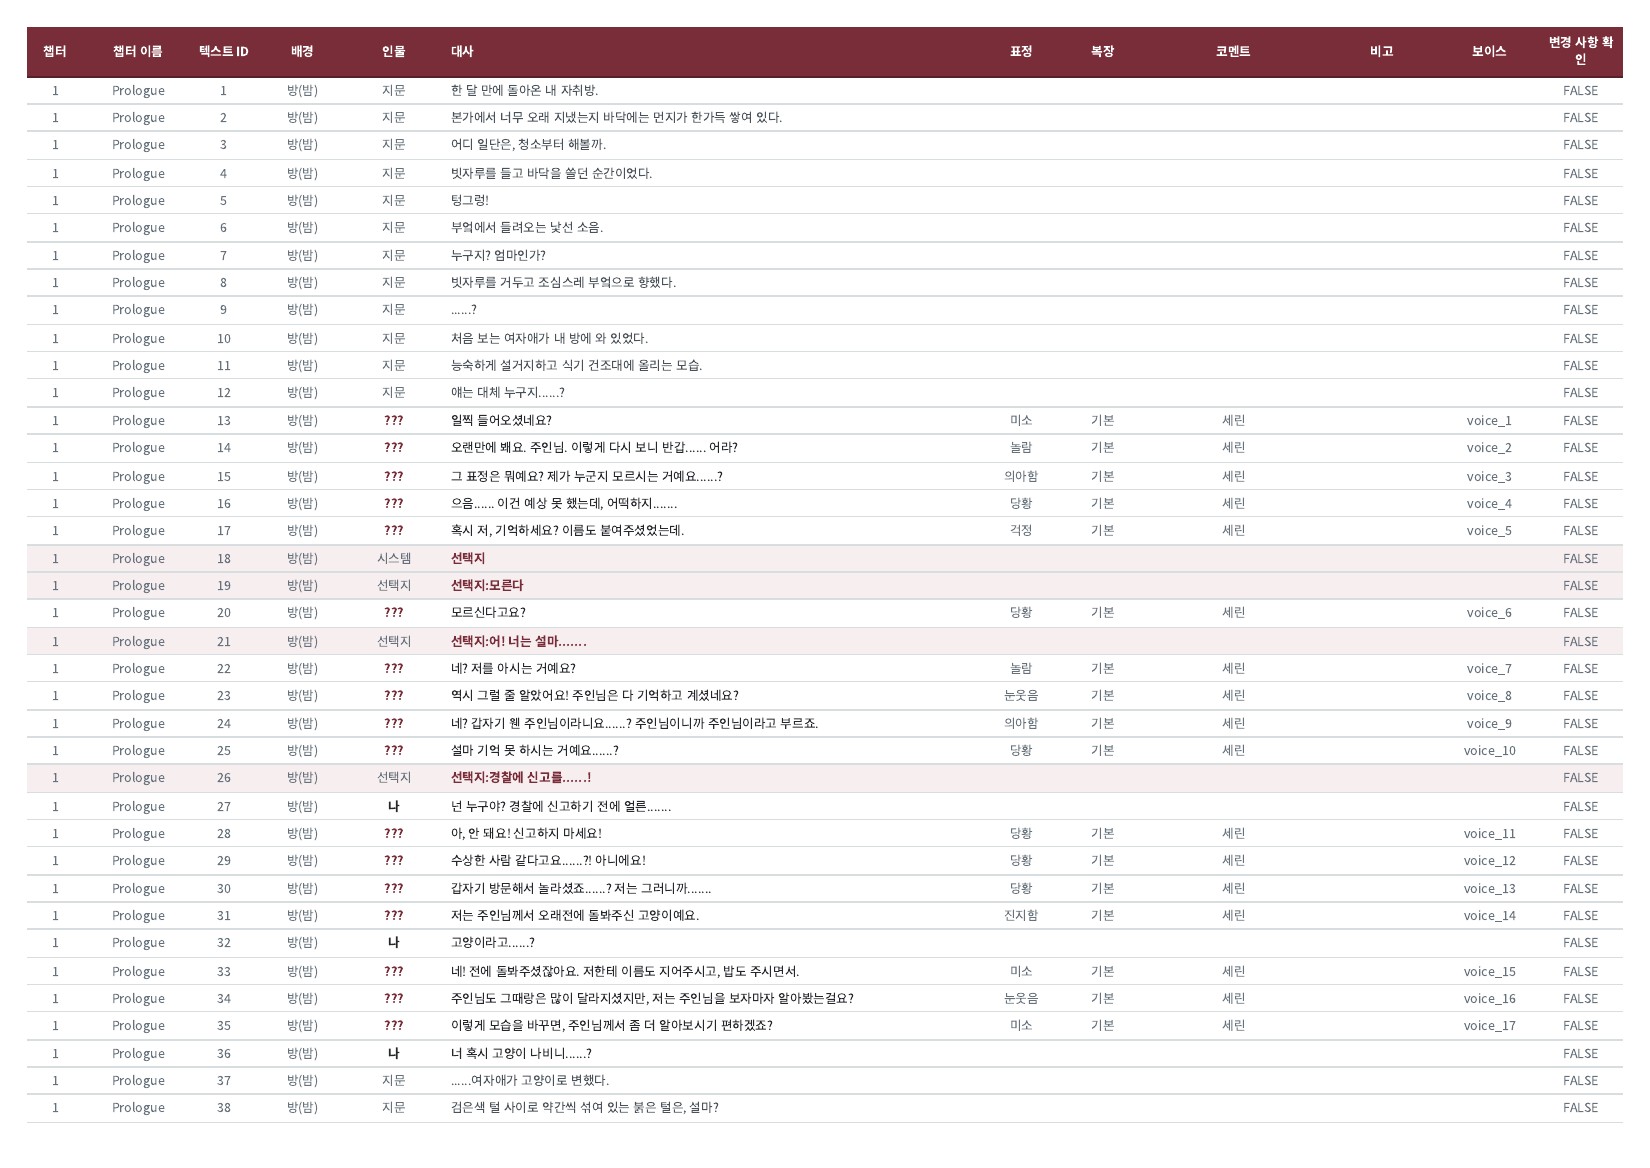 챕터 챕터 이름 텍스트 ID 배경 인물 대사 표정 복장 코멘트 비고 보이스 변경 사항 확인
1 Prologue 1 방(밤) 지문 한 달 만에 돌아온 내 자취방. FALSE
1 Prologue 2 방(밤) 지문 본가에서 너무 오래 지냈는지 바닥에는 먼지가 한가득 쌓여 있다. FALSE
1 Prologue 3 방(밤) 지문 어디 일단은, 청소부터 해볼까. FALSE
1 Prologue 4 방(밤) 지문 빗자루를 들고 바닥을 쓸던 순간이었다. FALSE
1 Prologue 5 방(밤) 지문 텅그렁! FALSE
1 Prologue 6 방(밤) 지문 부엌에서 들려오는 낯선 소음. FALSE
1 Prologue 7 방(밤) 지문 누구지? 엄마인가? FALSE
1 Prologue 8 방(밤) 지문 빗자루를 거두고 조심스레 부엌으로 향했다. FALSE
1 Prologue 9 방(밤) 지문 ......? FALSE
1 Prologue 10 방(밤) 지문 처음 보는 여자애가 내 방에 와 있었다. FALSE
1 Prologue 11 방(밤) 지문 능숙하게 설거지하고 식기 건조대에 올리는 모습. FALSE
1 Prologue 12 방(밤) 지문 얘는 대체 누구지......? FALSE
1 Prologue 13 방(밤) ??? 일찍 들어오셨네요? 미소 기본 세린 voice_1 FALSE
1 Prologue 14 방(밤) ??? 오랜만에 봬요. 주인님. 이렇게 다시 보니 반갑...... 어라? 놀람 기본 세린 voice_2 FALSE
1 Prologue 15 방(밤) ??? 그 표정은 뭐예요? 제가 누군지 모르시는 거예요......? 의아함 기본 세린 voice_3 FALSE
1 Prologue 16 방(밤) ??? 으음...... 이건 예상 못 했는데, 어떡하지....... 당황 기본 세린 voice_4 FALSE
1 Prologue 17 방(밤) ??? 혹시 저, 기억하세요? 이름도 붙여주셨었는데. 걱정 기본 세린 voice_5 FALSE
1 Prologue 18 방(밤) 시스템 선택지 FALSE
1 Prologue 19 방(밤) 선택지 선택지:모른다 FALSE
1 Prologue 20 방(밤) ??? 모르신다고요? 당황 기본 세린 voice_6 FALSE
1 Prologue 21 방(밤) 선택지 선택지:어! 너는 설마....... FALSE
1 Prologue 22 방(밤) ??? 네? 저를 아시는 거예요? 놀람 기본 세린 voice_7 FALSE
1 Prologue 23 방(밤) ??? 역시 그럴 줄 알았어요! 주인님은 다 기억하고 계셨네요? 눈웃음 기본 세린 voice_8 FALSE
1 Prologue 24 방(밤) ??? 네? 갑자기 웬 주인님이라니요......? 주인님이니까 주인님이라고 부르죠. 의아함 기본 세린 voice_9 FALSE
1 Prologue 25 방(밤) ??? 설마 기억 못 하시는 거예요......? 당황 기본 세린 voice_10 FALSE
1 Prologue 26 방(밤) 선택지 선택지:경찰에 신고를......! FALSE
1 Prologue 27 방(밤) 나 넌 누구야? 경찰에 신고하기 전에 얼른....... FALSE
1 Prologue 28 방(밤) ??? 아, 안 돼요! 신고하지 마세요! 당황 기본 세린 voice_11 FALSE
1 Prologue 29 방(밤) ??? 수상한 사람 같다고요......?! 아니에요! 당황 기본 세린 voice_12 FALSE
1 Prologue 30 방(밤) ??? 갑자기 방문해서 놀라셨죠......? 저는 그러니까....... 당황 기본 세린 voice_13 FALSE
1 Prologue 31 방(밤) ??? 저는 주인님께서 오래전에 돌봐주신 고양이예요. 진지함 기본 세린 voice_14 FALSE
1 Prologue 32 방(밤) 나 고양이라고......? FALSE
1 Prologue 33 방(밤) ??? 네! 전에 돌봐주셨잖아요. 저한테 이름도 지어주시고, 밥도 주시면서. 미소 기본 세린 voice_15 FALSE
1 Prologue 34 방(밤) ??? 주인님도 그때랑은 많이 달라지셨지만, 저는 주인님을 보자마자 알아봤는걸요? 눈웃음 기본 세린 voice_16 FALSE
1 Prologue 35 방(밤) ??? 이렇게 모습을 바꾸면, 주인님께서 좀 더 알아보시기 편하겠죠? 미소 기본 세린 voice_17 FALSE
1 Prologue 36 방(밤) 나 너 혹시 고양이 나비니......? FALSE
1 Prologue 37 방(밤) 지문 ......여자애가 고양이로 변했다. FALSE
1 Prologue 38 방(밤) 지문 검은색 털 사이로 약간씩 섞여 있는 붉은 털은, 설마? FALSE